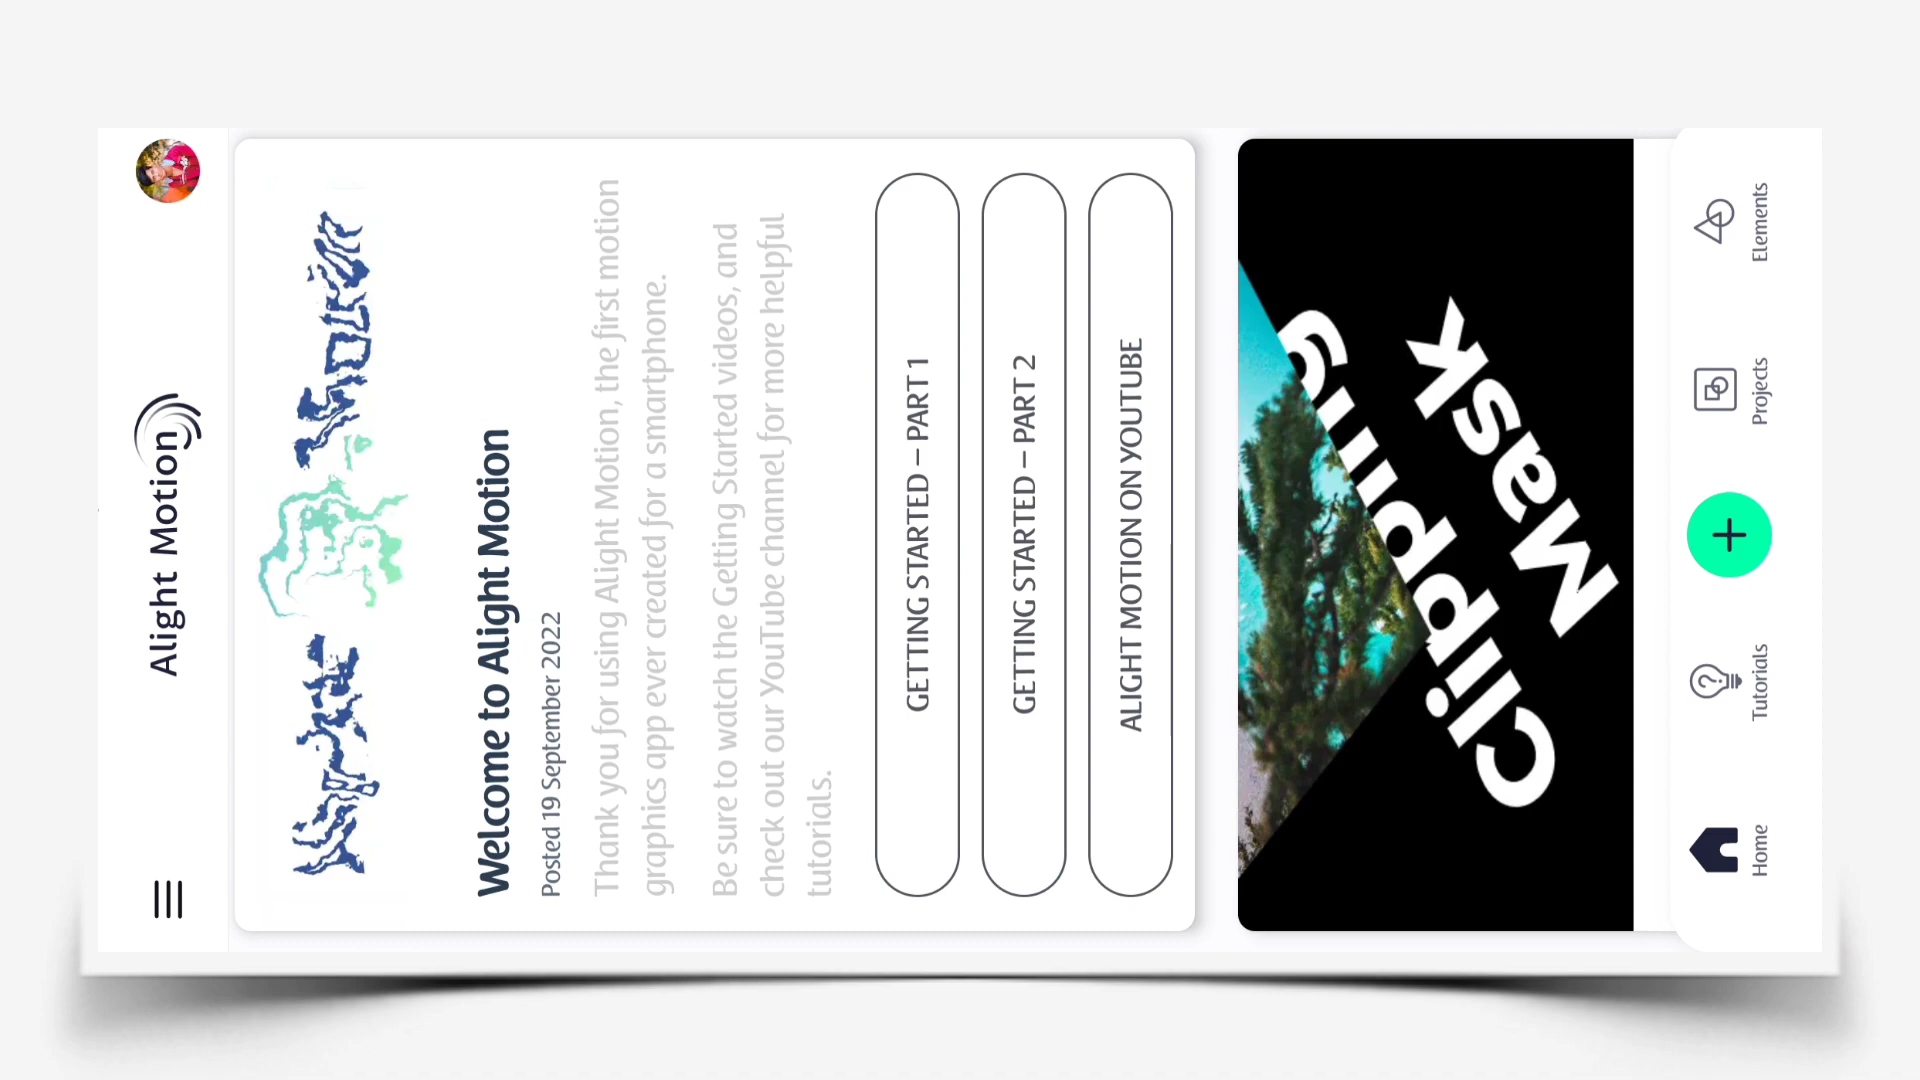 Alight Motion
Welcome to Alight Motion
Posted 19 September 2022
Thank you for using Alight Motion, the first motion
graphics app ever created for a smartphone.
Be sure to watch the Getting Started videos, and
check out our YouTube channel for more helpful
tutorials.
GETTING STARTED – PART 1
GETTING STARTED – PART 2
ALIGHT MOTION ON YOUTUBE
Clipping
Mask
Home
Tutorials
Projects
Elements